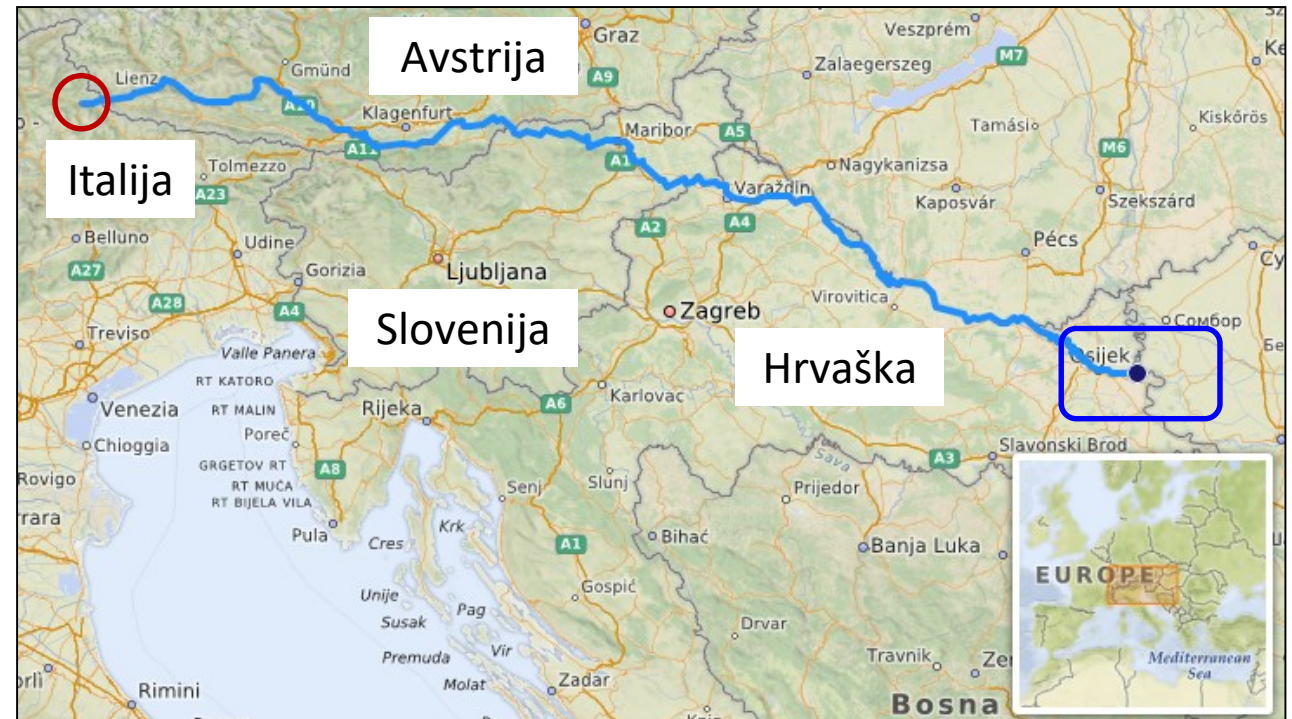 Graz
Veszprém
Avstrija
M7
Zalaegerszeg
Lienz
Gmünd
A9
Klagenfurt
Maribor
A5
Tamási
Kiskőrös
A11
A1
M6
Tolmezzo
Nagykanizsa
Italija
A23
Varaždin
Kaposvár
Szekszárd
Belluno
Udine
A2
A4
Pécs
A27
Gorizia
Ljubljana
A28
A4
Virovitica
Zagreb
Slovenija
Сомбор
Treviso
Valle Panera
Hrvaška
RT KATORO
Karlovac
Venezia
RT MALIN
Rijeka
A6
Poreč
Chioggia
Slavonski Brod
GRGETOV RT
A8
Sava
A3
Rovigo
RT MUĆA
Senj
Slunj
Prijedor
RT BIJELA VILA
Pula
Krk
Cres
A1
Bihać
Banja Luka
EUROPE
Unije
Gospić
Susak
Pag
Drvar
Premuda
Vir
Travnik
Mediterranean
Sea
Molat
Zadar
Rimini
Bosna